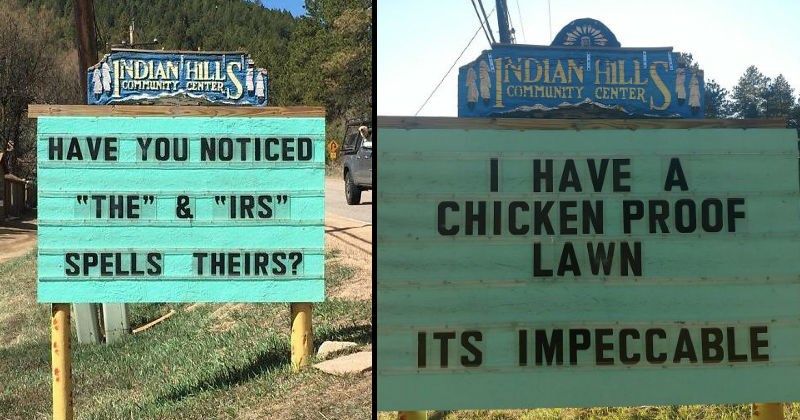 INDIAN HILLS
COMMUNITY CENTER
HAVE YOU NOTICED
"THE" & "IRS"
SPELLS THEIRS?
INDIAN HILLS
COMMUNITY CENTER
I HAVE A
CHICKEN PROOF
LAWN
ITS IMPECCABLE